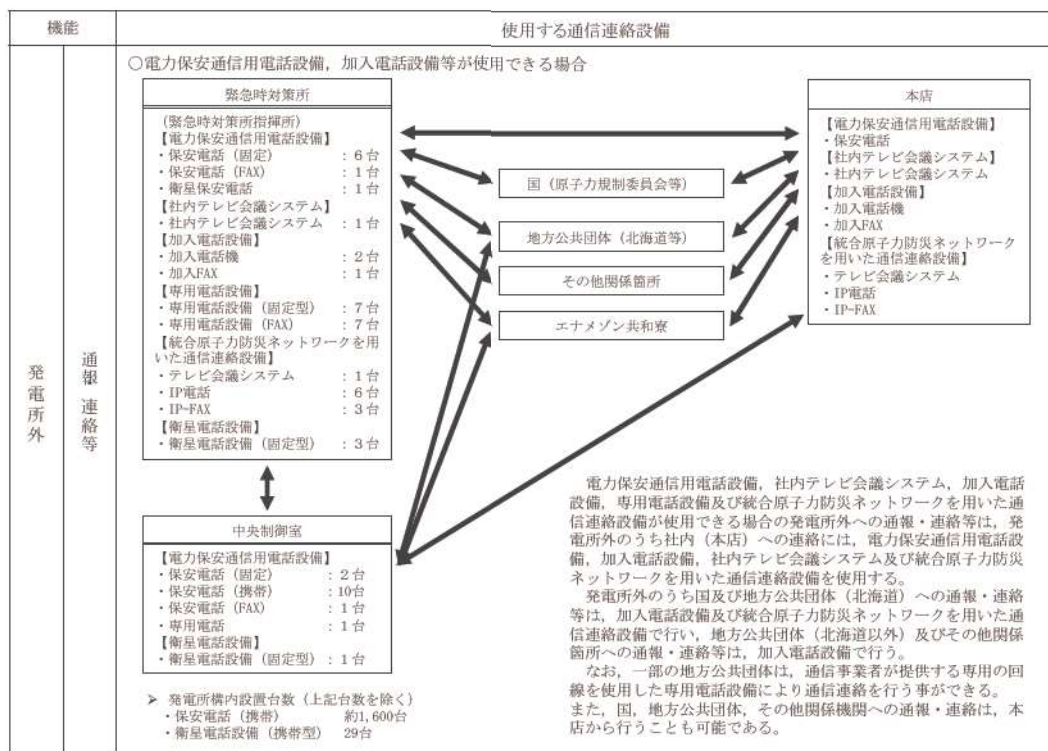 機能
使用する通信連絡設備
発電所外
通報・連絡等
○電力保安通信用電話設備，加入電話設備等が使用できる場合
緊急時対策所
(緊急時対策所指揮所)
【電力保安通信用電話設備】
・保安電話（固定）　：6台
・保安電話（FAX）　：1台
・衛星保安電話　：1台
【社内テレビ会議システム】
・社内テレビ会議システム　：1台
【加入電話設備】
・加入電話機　：2台
・加入FAX　：1台
【専用電話設備】
・専用電話設備（固定型）：7台
・専用電話設備（FAX）　：7台
【統合原子力防災ネットワークを用
いた通信連絡設備】
・テレビ会議システム　：1台
・IP電話　：6台
・IP-FAX　：3台
【衛星電話設備】
・衛星電話設備（固定型）　：3台
国（原子力規制委員会等）
地方公共団体（北海道等）
その他関係箇所
エナメゾン共和寮
本店
【電力保安通信用電話設備】
・保安電話
【社内テレビ会議システム】
・社内テレビ会議システム
【加入電話設備】
・加入電話機
・加入FAX
【統合原子力防災ネットワーク
を用いた通信連絡設備】
・テレビ会議システム
・IP電話
・IP-FAX
中央制御室
【電力保安通信用電話設備】
・保安電話（固定）　：2台
・保安電話（携帯）　：10台
・保安電話（FAX）　：1台
・専用電話　：1台
【衛星電話設備】
・衛星電話設備（固定型）：1台
➢ 発電所構内設置台数（上記台数を除く）
・保安電話（携帯）　約1,600台
・衛星電話設備（携帯型）　29台
電力保安通信用電話設備，社内テレビ会議システム，加入電話
設備，専用電話設備及び統合原子力防災ネットワークを用いた通
信連絡設備が使用できる場合の発電所外への通報・連絡等は，発
電所外のうち社内（本店）への連絡には，電力保安通信用電話設
備，加入電話設備，社内テレビ会議システム及び統合原子力防災
ネットワークを用いた通信連絡設備を使用する。
発電所外のうち国及び地方公共団体（北海道）への通報・連絡
等は，加入電話設備及び統合原子力防災ネットワークを用いた通
信連絡設備で行い，地方公共団体（北海道以外）及びその他関係
箇所への通報・連絡等は，加入電話設備で行う。
なお，一部の地方公共団体は，通信事業者が提供する専用の回
線を使用した専用電話設備により通信連絡を行う事ができる。
また，国，地方公共団体，その他関係機関への通報・連絡は，本
店から行うことも可能である。